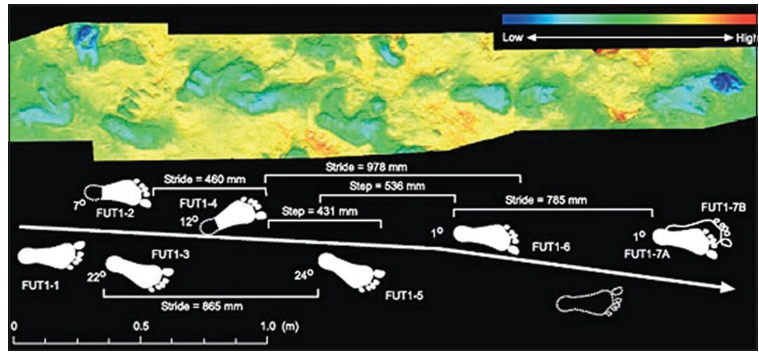 Low High
Stride = 978 mm
Stride = 460 mm
Step = 536 mm
Stride = 785 mm
7° FUT1-2
FUT1-4
12°
Step = 431 mm
FUT1-7B
1°
FUT1-6
1°
FUT1-7A
FUT1-1
22°
FUT1-3
24°
FUT1-5
Stride = 865 mm
0 0.5 1.0 (m)